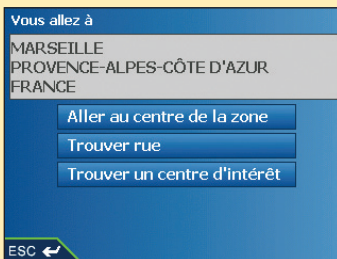 Vous allez à
MARSEILLE
PROVENCE-ALPES-CÔTE D'AZUR
FRANCE
Aller au centre de la zone
Trouver rue
Trouver un centre d'intérêt
ESC